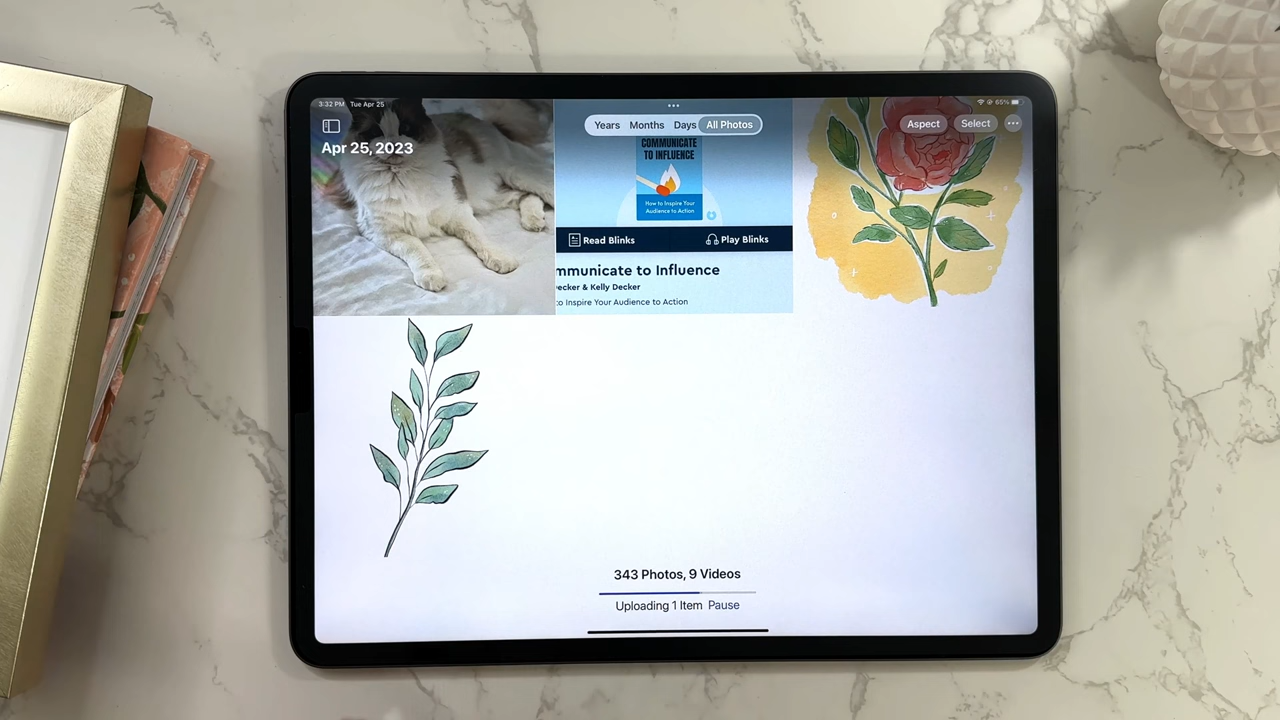 3:32 PM Tue Apr 25
65%
Years Months Days All Photos
Aspect Select
Apr 25, 2023
COMMUNICATE
TO INFLUENCE
How to Inspire Your
Audience to Action
Read Blinks
Play Blinks
mmunicate to Influence
ecker & Kelly Decker
to Inspire Your Audience to Action
343 Photos, 9 Videos
Uploading 1 Item Pause